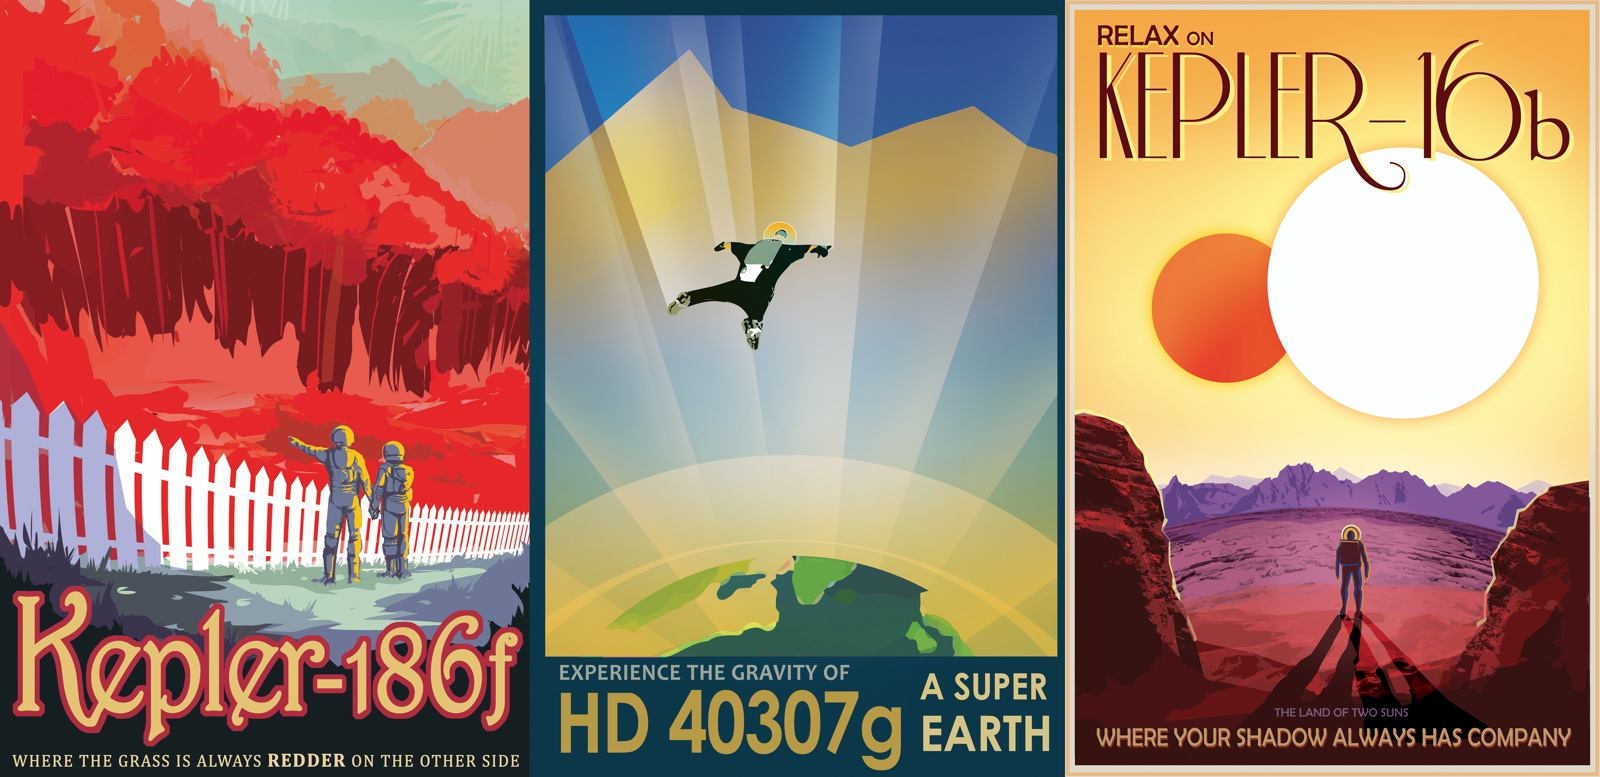 Kepler-186f
WHERE THE GRASS IS ALWAYS REDDER ON THE OTHER SIDE
EXPERIENCE THE GRAVITY OF
HD 40307g
A SUPER
EARTH
RELAX ON
KEPLER-16b
THE LAND OF TWO SUNS
WHERE YOUR SHADOW ALWAYS HAS COMPANY